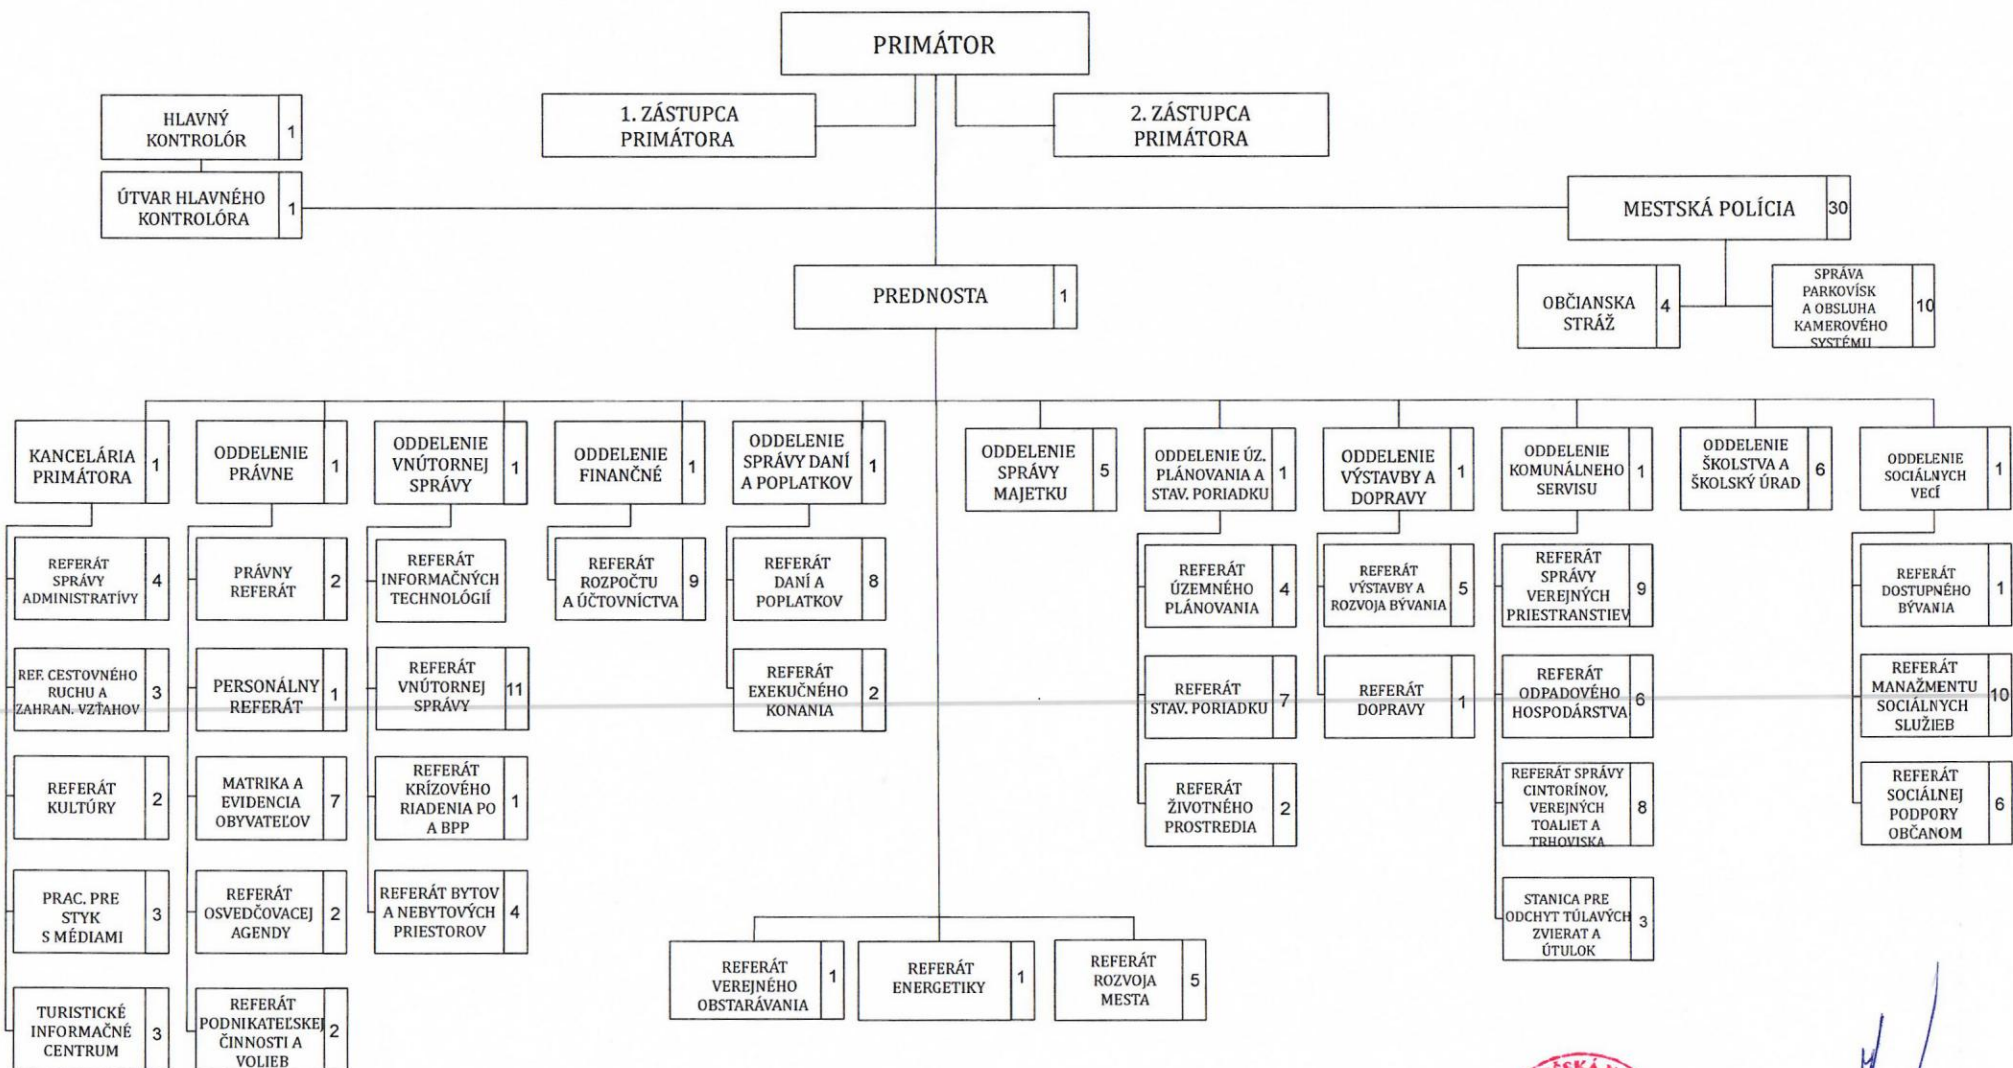 PRIMÁTOR
1. ZÁSTUPCA
PRIMÁTORA
2. ZÁSTUPCA
PRIMÁTORA
HLAVNÝ
KONTROLÓR
1
ÚTVAR HLAVNÉHO
KONTROLÓRA
1
MESTSKÁ POLÍCIA
30
OBČIANSKA
STRÁŽ
4
SPRÁVA
PARKOVÍSK
A OBSLUHA
KAMEROVÉHO
SYSTÉMU
10
PREDNOSTA
1
KANCELÁRIA
PRIMÁTORA
1
REFERÁT
SPRÁVY
ADMINISTRATÍVY
4
REF. CESTOVNÉHO
RUCHU A
ZAHRAN. VZŤAHOV
3
REFERÁT
KULTÚRY
2
PRAC. PRE
STYK
S MÉDIAMI
3
TURISTICKÉ
INFORMAČNÉ
CENTRUM
3
ODDELENIE
PRÁVNE
1
PRÁVNY
REFERÁT
2
PERSONÁLNY
REFERÁT
1
MATRIKA A
EVIDENCIA
OBYVATEĽOV
7
REFERÁT
OSVEDČOVACEJ
AGENDY
2
REFERÁT
PODNIKATEĽSKEJ
ČINNOSTI A
VOLIEB
2
ODDELENIE
VNÚTORNEJ
SPRÁVY
1
REFERÁT
INFORMAČNÝCH
TECHNOLÓGIÍ
REFERÁT
VNÚTORNEJ
SPRÁVY
11
REFERÁT
KRÍZOVÉHO
RIADENIA PO
A BPP
1
REFERÁT BYTOV
A NEBYTOVÝCH
PRIESTOROV
4
ODDELENIE
FINANČNÉ
1
REFERÁT
ROZPOČTU
A ÚČTOVNÍCTVA
9
ODDELENIE
SPRÁVY DANÍ
A POPLATKOV
1
REFERÁT
DANÍ A
POPLATKOV
8
REFERÁT
EXEKUČNÉHO
KONANIA
2
ODDELENIE
SPRÁVY
MAJETKU
5
ODDELENIE ÚZ.
PLÁNOVANIA A
STAV. PORIADKU
1
REFERÁT
ÚZEMNÉHO
PLÁNOVANIA
4
REFERÁT
STAV. PORIADKU
7
REFERÁT
ŽIVOTNÉHO
PROSTREDIA
2
ODDELENIE
VÝSTAVBY A
DOPRAVY
1
REFERÁT
VÝSTAVBY A
ROZVOJA BÝVANIA
5
REFERÁT
DOPRAVY
1
ODDELENIE
KOMUNÁLNEHO
SERVISU
1
REFERÁT
SPRÁVY
VEREJNÝCH
PRIESTRANSTIEV
9
REFERÁT
ODPADOVÉHO
HOSPODÁRSTVA
6
REFERÁT SPRÁVY
CINTORÍNOV,
VEREJNÝCH
TOALIET A
TRHOVISKA
8
STANICA PRE
ODCHYT TÚLAVÝCH
ZVIERAT A
ÚTULOK
3
ODDELENIE
ŠKOLSTVA A
ŠKOLSKÝ ÚRAD
6
ODDELENIE
SOCIÁLNYCH
VECÍ
1
REFERÁT
DOSTUPNÉHO
BÝVANIA
1
REFERÁT
MANAŽMENTU
SOCIÁLNYCH
SLUŽIEB
10
REFERÁT
SOCIÁLNEJ
PODPORY
OBČANOM
6
REFERÁT
VEREJNÉHO
OBSTARÁVANIA
1
REFERÁT
ENERGETIKY
1
REFERÁT
ROZVOJA
MESTA
5